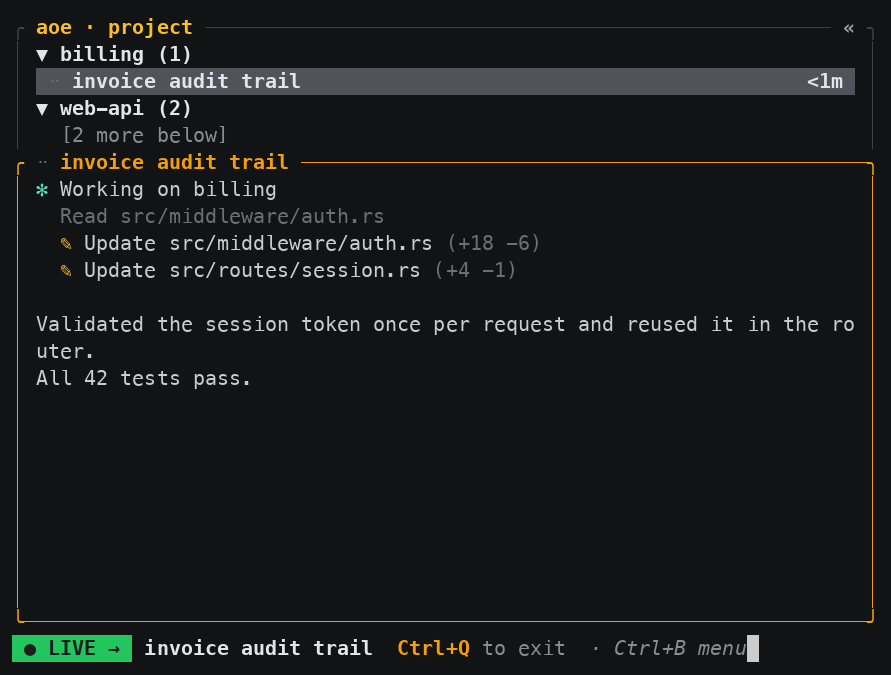 aoe · project «
▼ billing (1)
¨ invoice audit trail <1m
▼ web-api (2)
[2 more below]
¨ invoice audit trail
✻ Working on billing
Read src/middleware/auth.rs
✎ Update src/middleware/auth.rs (+18 −6)
✎ Update src/routes/session.rs (+4 −1)
Validated the session token once per request and reused it in the ro
uter.
All 42 tests pass.
● LIVE → invoice audit trail Ctrl+Q to exit · Ctrl+B menu